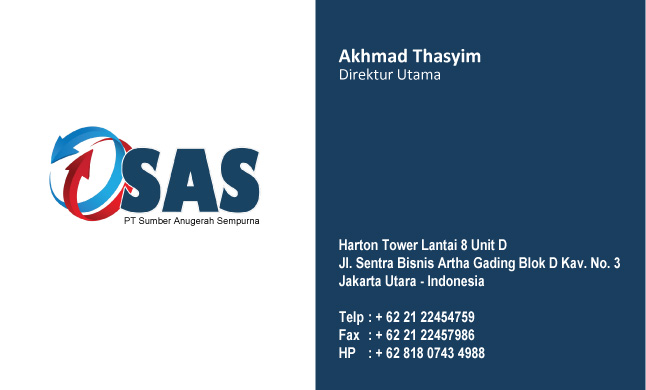 SAS
PT Sumber Anugerah Sempurna
Akhmad Thasyim
Direktur Utama
Harton Tower Lantai 8 Unit D
Jl. Sentra Bisnis Artha Gading Blok D Kav. No. 3
Jakarta Utara - Indonesia
Telp : + 62 21 22454759
Fax : + 62 21 22457986
HP : + 62 818 0743 4988